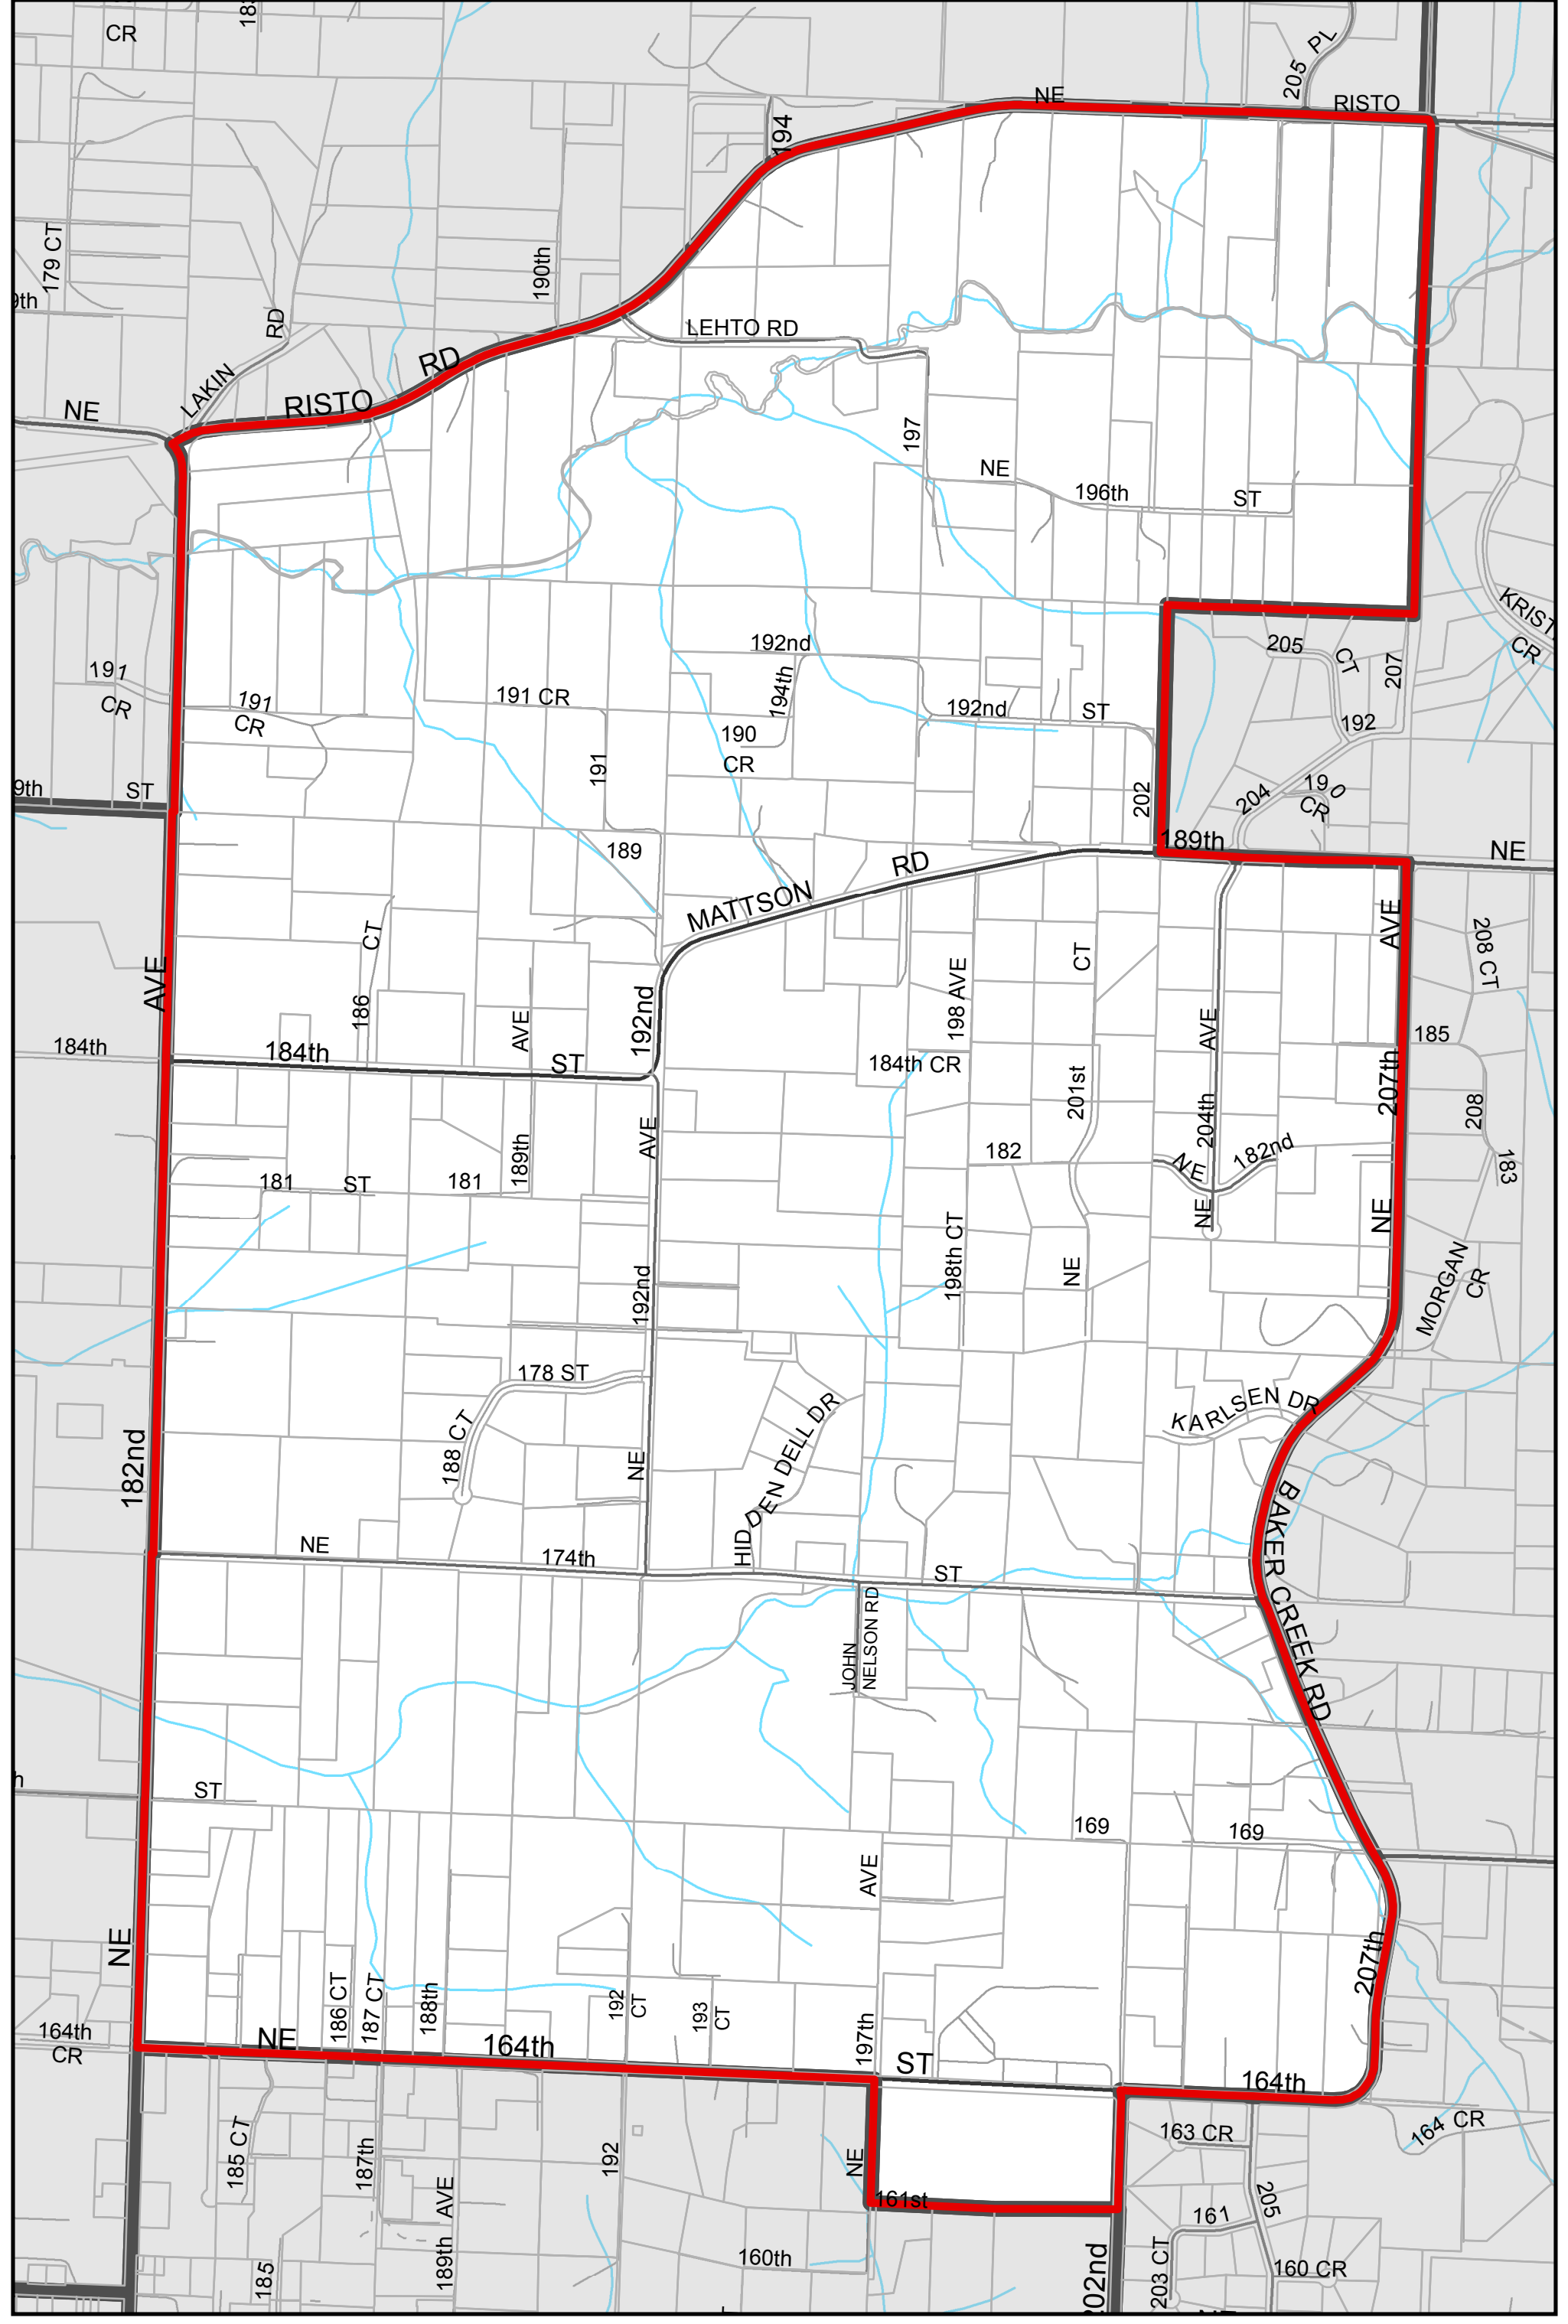 CR
205 PL
NE
RISTO
194
179 CT
190th
9th
RD
LEHTO RD
LAKIN
RISTO
RD
NE
197
NE
196th
ST
KRIST
CR
205
CT
207
192nd
191
CR
191
CR
191 CR
194th
192nd
ST
192
190
CR
191
190
CR
204
9th
ST
202
189th
NE
189
MATTSON
RD
AVE
208 CT
CT
CT
AVE
186
AVE
192nd
198 AVE
AVE
184th
184th
ST
184th CR
185
207th
201st
204th
208
AVE
189th
182
NE
182nd
183
181
ST
181
NE
NE
198th CT
NE
MORGAN
CR
192nd
178 ST
188 CT
HIDDEN DELL DR
KARLSEN DR
182nd
NE
BAKER CREEK RD
NE
174th
ST
JOHN
NELSON RD
h
ST
169
169
AVE
NE
207th
186 CT
187 CT
188th
192
CT
193
CT
197th
164th
CR
NE
164th
ST
164th
185 CT
187th
192
NE
163 CR
164 CR
AVE
161st
205
161
189th
185
160th
202nd
203 CT
160 CR